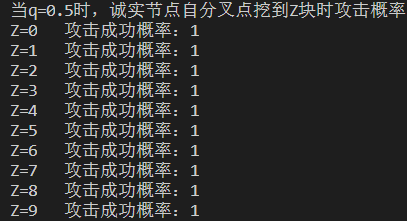 当q=0.5时，诚实节点自分叉点挖到Z块时攻击概率
Z=0 攻击成功概率：1
Z=1 攻击成功概率：1
Z=2 攻击成功概率：1
Z=3 攻击成功概率：1
Z=4 攻击成功概率：1
Z=5 攻击成功概率：1
Z=6 攻击成功概率：1
Z=7 攻击成功概率：1
Z=8 攻击成功概率：1
Z=9 攻击成功概率：1